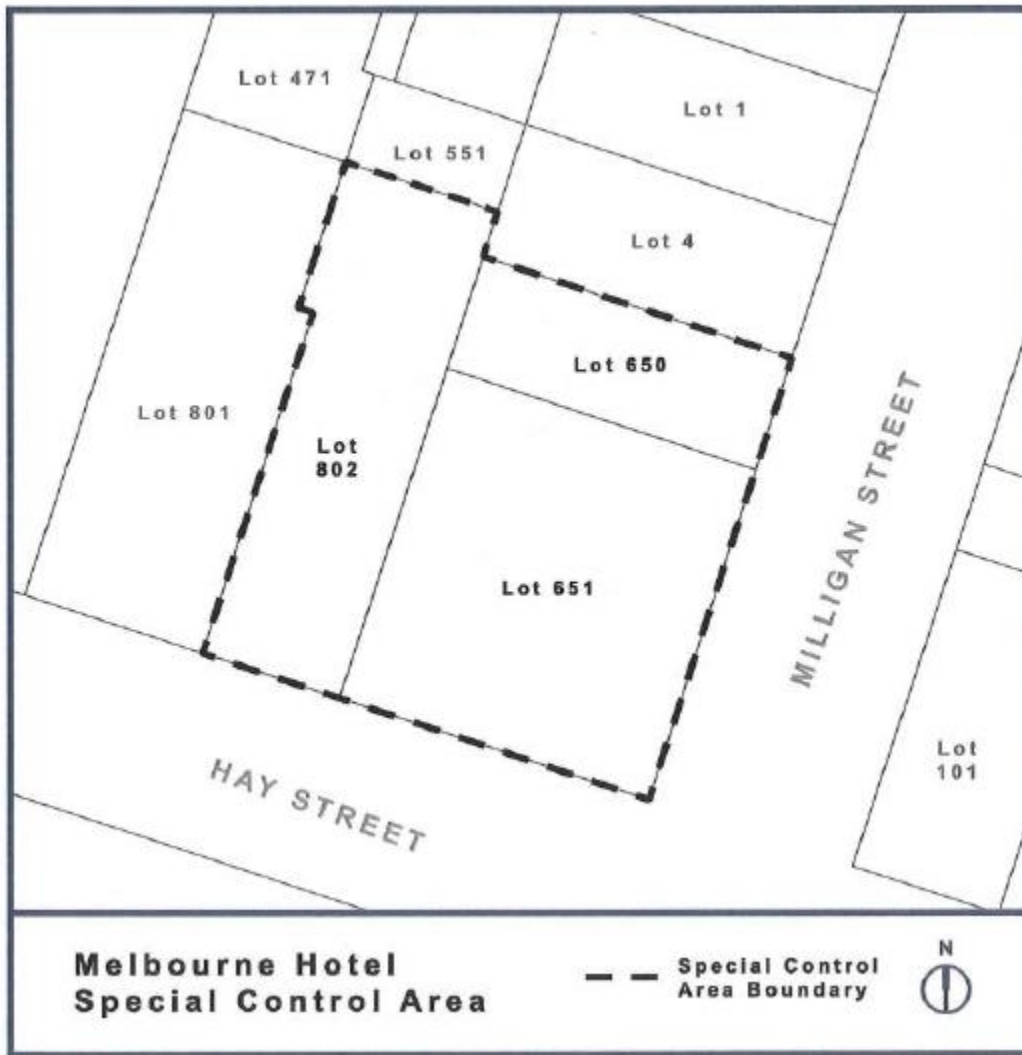 Lot 471
Lot 1
Lot 551
Lot 4
Lot 650
Lot 801
Lot
802
Lot 651
MILLIGAN STREET
Lot
101
HAY STREET
Melbourne Hotel
Special Control Area
Special Control
Area Boundary
N